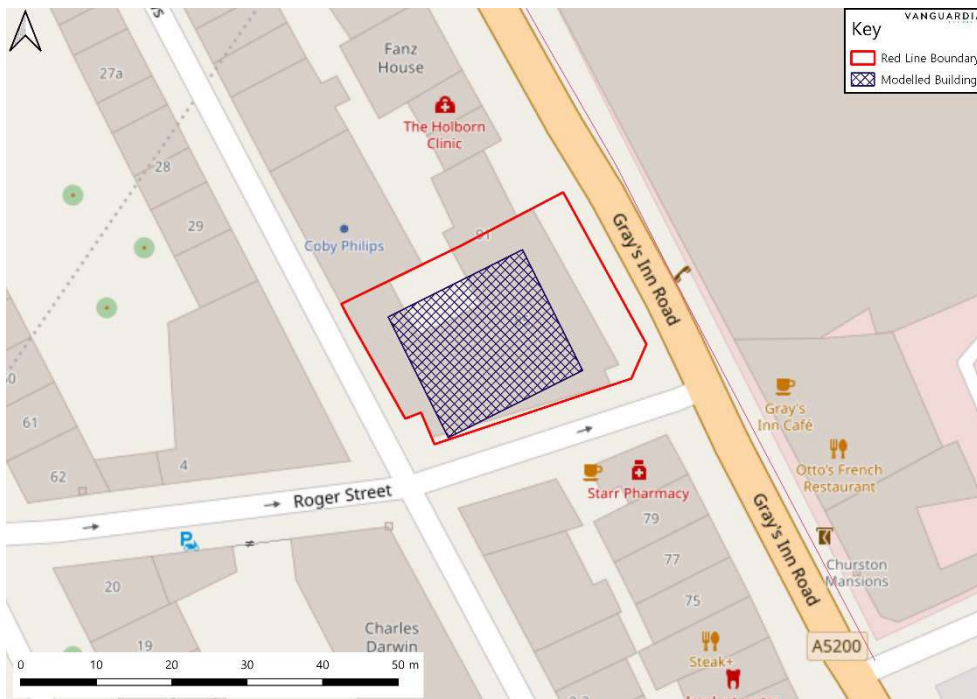 VANGUARDIA
Key
Red Line Boundary
Modelled Building
Fanz
House
27a
The Holborn
Clinic
28
29
91
Coby Philips
Gray's Inn Road
61
62
4
Roger Street
Gray's
Inn Café
Otto's French
Restaurant
Starr Pharmacy
79
77
75
Gray's Inn Road
Churston
Mansions
20
19
Charles
Darwin
P
Steak+
A5200
0 10 20 30 40 50 m